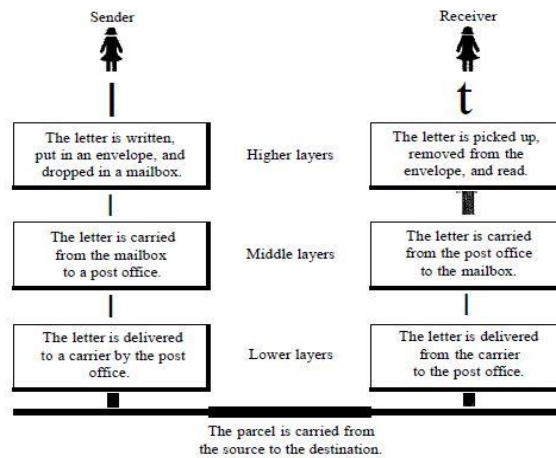 Sender
Receiver
l
t
The letter is written,
put in an envelope, and
dropped in a mailbox.
Higher layers
The letter is picked up,
removed from the
envelope, and read.
The letter is carried
from the mailbox
to a post office.
Middle layers
The letter is carried
from the post office
to the mailbox.
The letter is delivered
to a carrier by the post
office.
Lower layers
The letter is delivered
from the carrier
to the post office.
The parcel is carried from
the source to the destination.